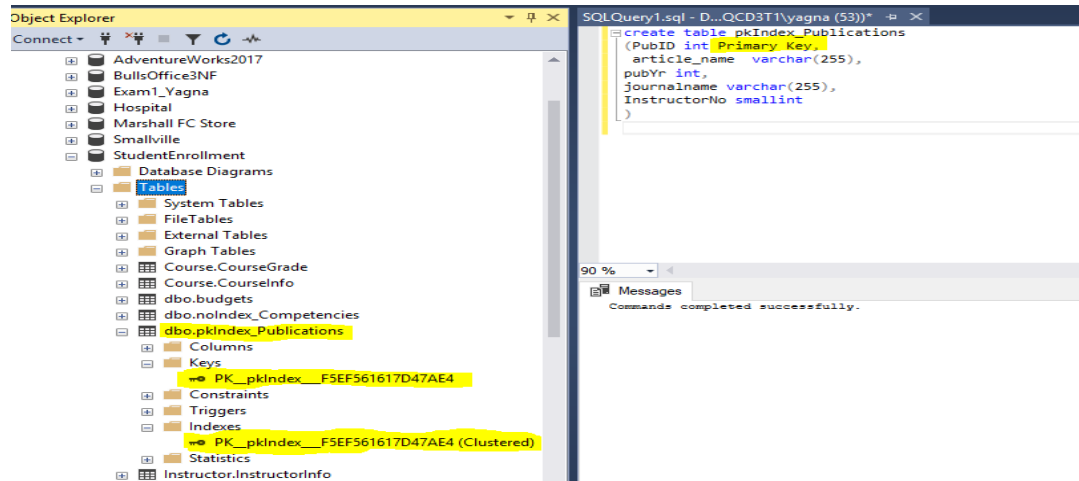 Object Explorer
Connect
AdventureWorks2017
BullsOffice3NF
Exam1_Yagna
Hospital
Marshall FC Store
Smallville
StudentEnrollment
Database Diagrams
Tables
System Tables
FileTables
External Tables
Graph Tables
Course.CourseGrade
Course.CourseInfo
dbo.budgets
dbo.noIndex_Competencies
dbo.pkIndex_Publications
Columns
Keys
PK__pkIndex___F5EF561617D47AE4
Constraints
Triggers
Indexes
PK__pkIndex___F5EF561617D47AE4 (Clustered)
Statistics
Instructor.InstructorInfo
SQLQuery1.sql - D...QCD3T1\yagna (53))*
create table pkIndex_Publications
(PubID int Primary Key,
article_name  varchar(255),
pubYr int,
journalname varchar(255),
InstructorNo smallint
)
90 %
Messages
Commands completed successfully.